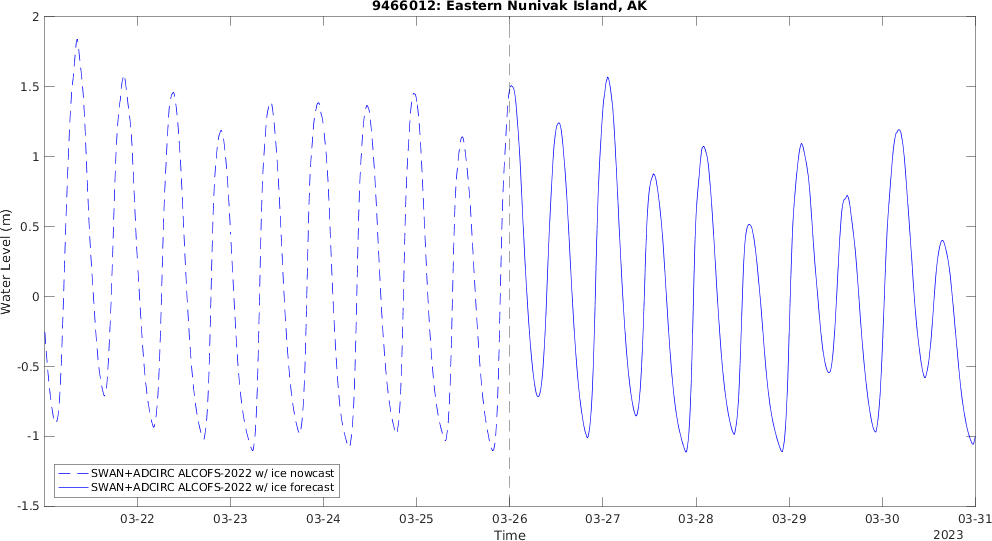 9466012: Eastern Nunivak Island, AK
Water Level (m)
2
1.5
1
0.5
0
-0.5
-1
-1.5
SWAN+ADCIRC ALCOFS-2022 w/ ice nowcast
SWAN+ADCIRC ALCOFS-2022 w/ ice forecast
03-22 03-23 03-24 03-25 03-26 03-27 03-28 03-29 03-30 03-31
Time
2023